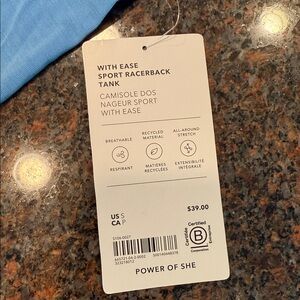 WITH EASE
SPORT RACERBACK
TANK
CAMISOLE DOS
NAGEUR SPORT
WITH EASE
BREATHABLE
RECYCLED
MATERIAL
ALL-AROUND
STRETCH
RESPIRANT
MATIÈRES
RECYCLÉES
EXTENSIBILITÉ
INTÉGRALE
US S
CA P
$39.00
Certified
B
Certifiée
Corporation
POWER OF SHE